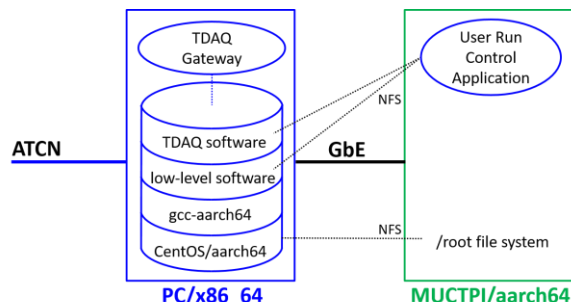 TDAQ
Gateway
User Run
Control
Application
NFS
TDAQ software
ATCN
GbE
low-level software
gcc-aarch64
NFS
CentOS/aarch64
/root file system
PC/x86_64
MUCTPI/aarch64